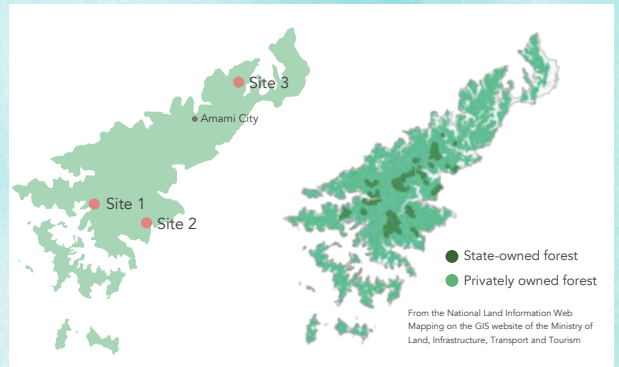 Site 3
Amami City
Site 1
Site 2
State-owned forest
Privately owned forest
From the National Land Information Web
Mapping on the GIS website of the Ministry of
Land, Infrastructure, Transport and Tourism